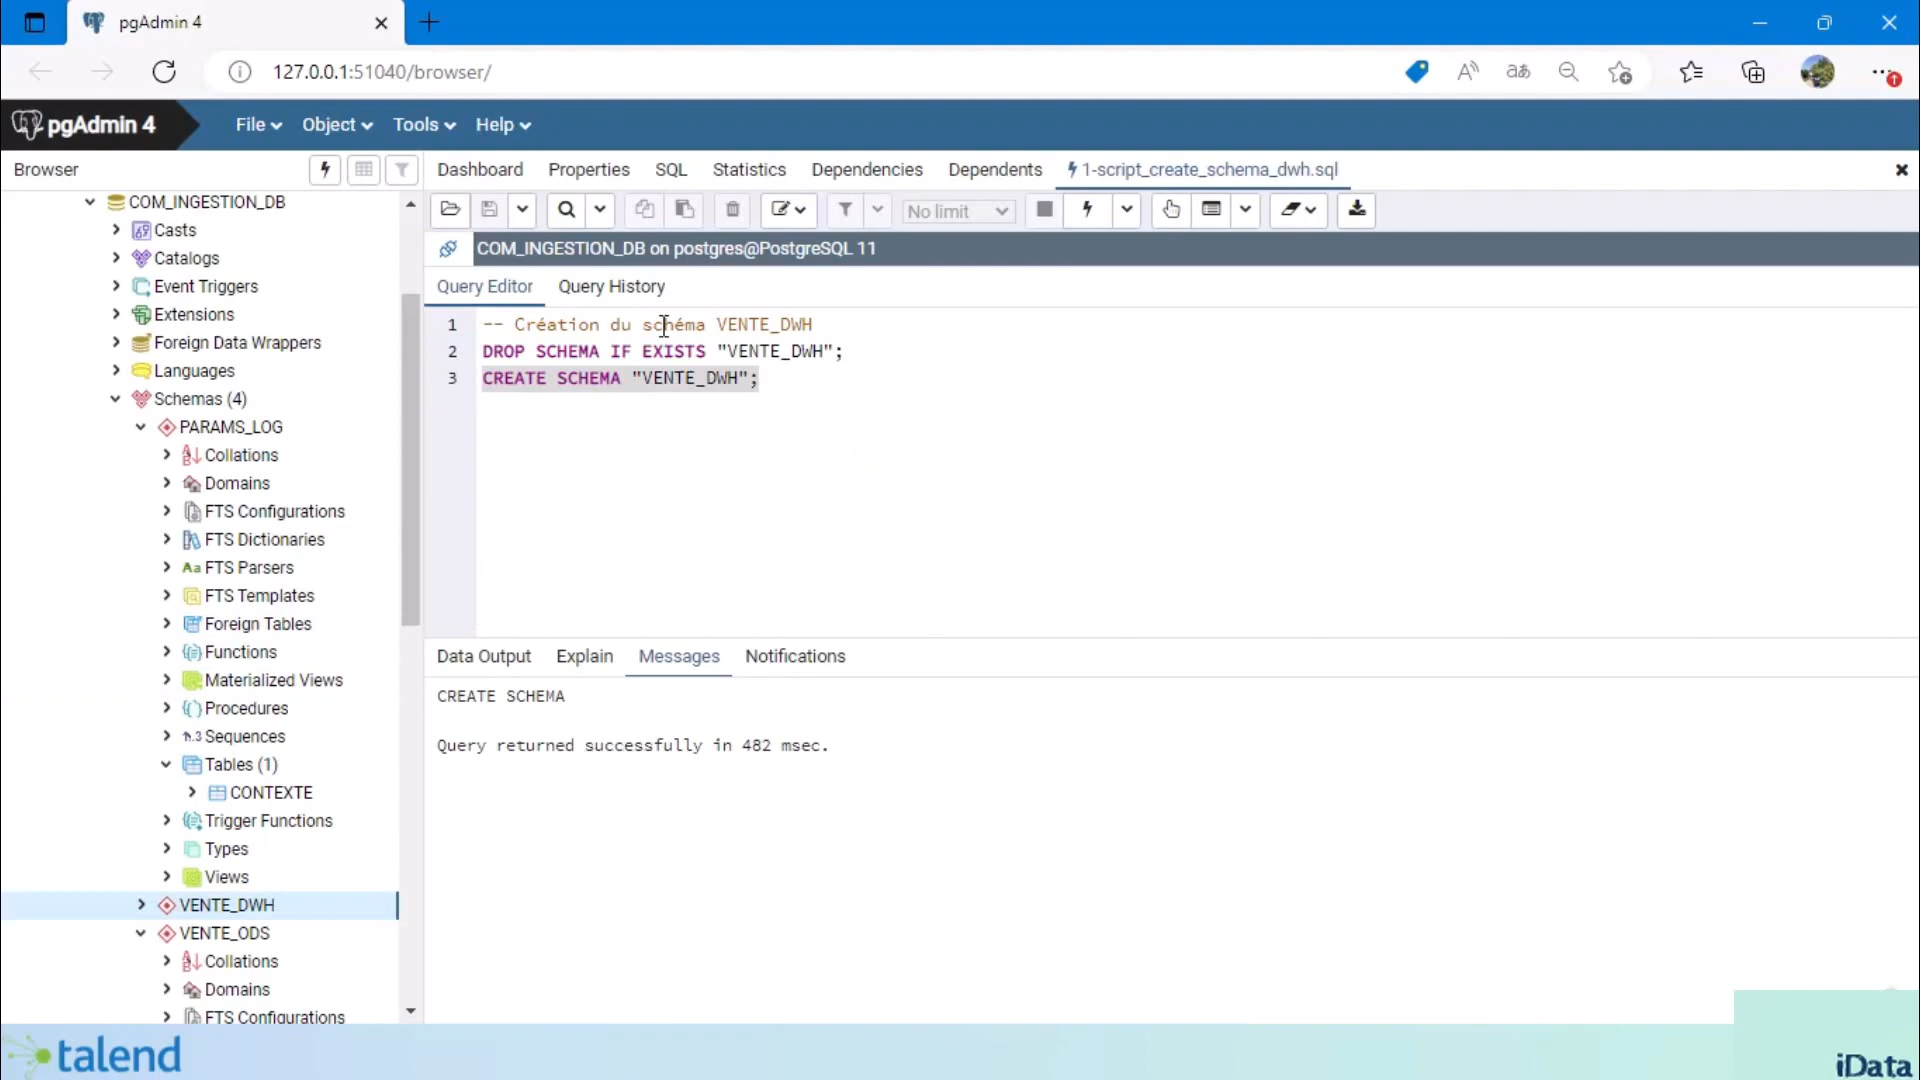 pgAdmin 4
127.0.0.1:51040/browser/
pgAdmin 4 File Object Tools Help
Browser
Dashboard Properties SQL Statistics Dependencies Dependents 1-script_create_schema_dwh.sql
No limit
COM_INGESTION_DB on postgres@PostgreSQL 11
Query Editor Query History
1 -- Création du schéma VENTE_DWH
2 DROP SCHEMA IF EXISTS "VENTE_DWH";
3 CREATE SCHEMA "VENTE_DWH";
Data Output Explain Messages Notifications
CREATE SCHEMA
Query returned successfully in 482 msec.
COM_INGESTION_DB
Casts
Catalogs
Event Triggers
Extensions
Foreign Data Wrappers
Languages
Schemas (4)
PARAMS_LOG
Collations
Domains
FTS Configurations
FTS Dictionaries
Aa FTS Parsers
FTS Templates
Foreign Tables
Functions
Materialized Views
Procedures
Sequences
Tables (1)
CONTEXTE
Trigger Functions
Types
Views
VENTE_DWH
VENTE_ODS
Collations
Domains
FTS Configurations
talend
iData